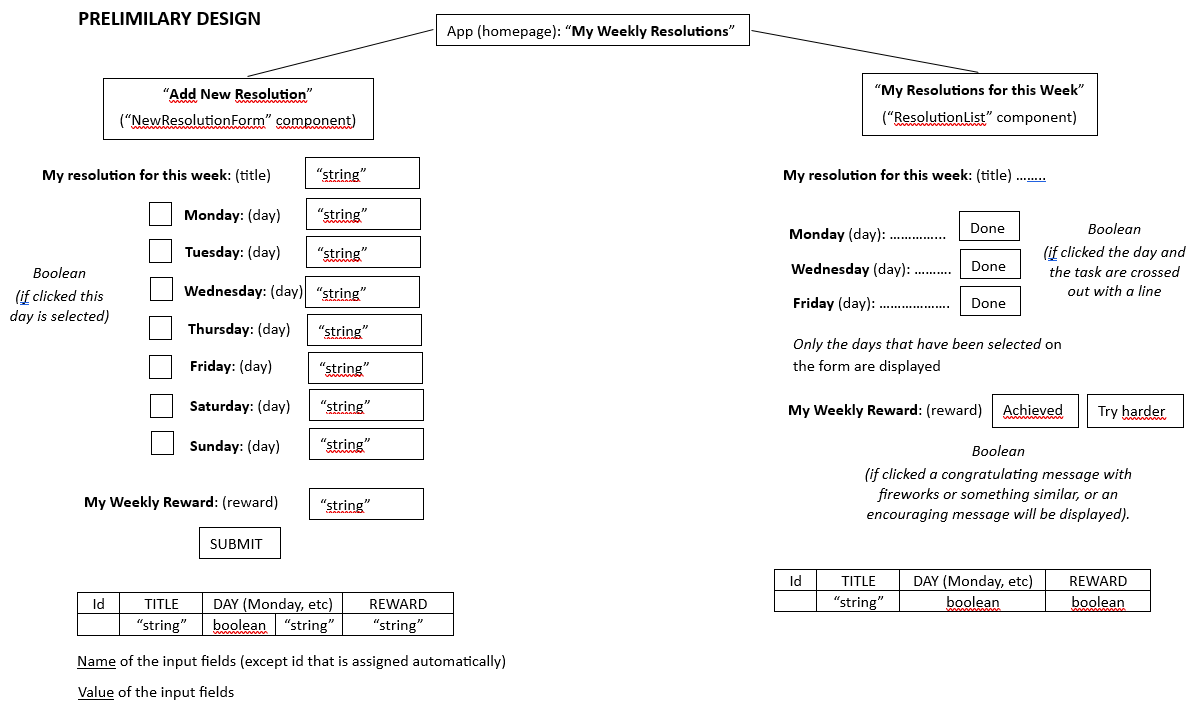 PRELIMILARY DESIGN
App (homepage): “My Weekly Resolutions”
“Add New Resolution”
(“NewResolutionForm” component)
My resolution for this week: (title) “string”
Monday: (day) “string”
Tuesday: (day) “string”
Wednesday: (day) “string”
Thursday: (day) “string”
Friday: (day) “string”
Saturday: (day) “string”
Sunday: (day) “string”
Boolean
(if clicked this
day is selected)
My Weekly Reward: (reward) “string”
SUBMIT
Id TITLE DAY (Monday, etc) REWARD
“string” boolean “string” “string”
Name of the input fields (except id that is assigned automatically)
Value of the input fields
“My Resolutions for this Week”
(“ResolutionList” component)
My resolution for this week: (title) ........
Monday (day): .............. Done
Wednesday (day): .......... Done
Friday (day): ................... Done
Boolean
(if clicked the day and
the task are crossed
out with a line
Only the days that have been selected on
the form are displayed
My Weekly Reward: (reward) Achieved Try harder
Boolean
(if clicked a congratulating message with
fireworks or something similar, or an
encouraging message will be displayed).
Id TITLE DAY (Monday, etc) REWARD
“string” boolean boolean